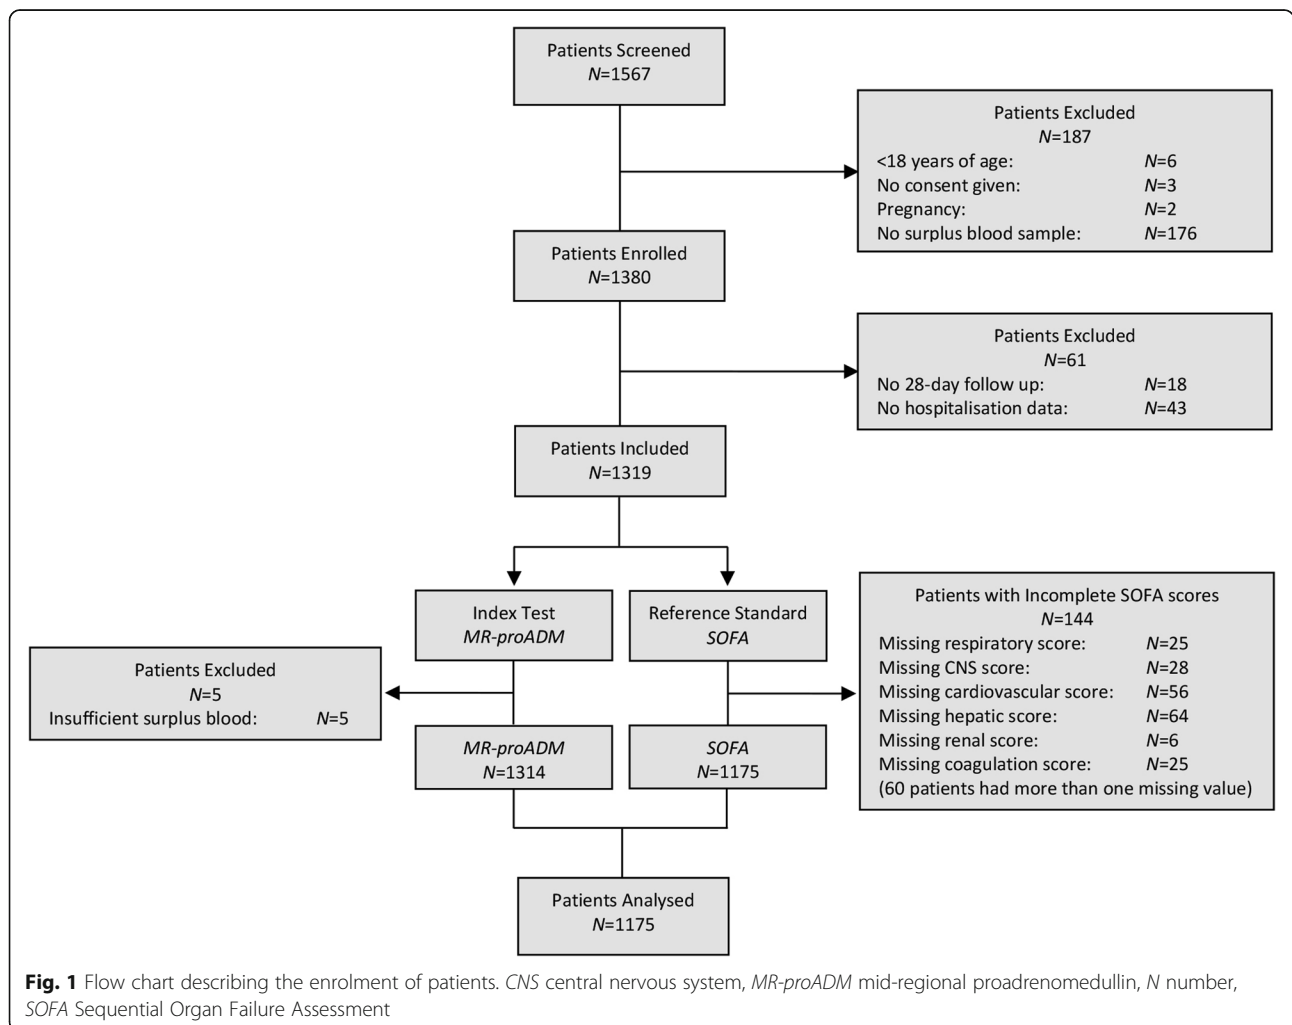 Patients Screened
N=1567
Patients Excluded
N=187
<18 years of age: N=6
No consent given: N=3
Pregnancy: N=2
No surplus blood sample: N=176
Patients Enrolled
N=1380
Patients Excluded
N=61
No 28-day follow up: N=18
No hospitalisation data: N=43
Patients Included
N=1319
Index Test
MR-proADM
Reference Standard
SOFA
Patients with Incomplete SOFA scores
N=144
Missing respiratory score: N=25
Missing CNS score: N=28
Missing cardiovascular score: N=56
Missing hepatic score: N=64
Missing renal score: N=6
Missing coagulation score: N=25
(60 patients had more than one missing value)
Patients Excluded
N=5
Insufficient surplus blood: N=5
MR-proADM
N=1314
SOFA
N=1175
Patients Analysed
N=1175
Fig. 1 Flow chart describing the enrolment of patients. CNS central nervous system, MR-proADM mid-regional proadrenomedullin, N number,
SOFA Sequential Organ Failure Assessment